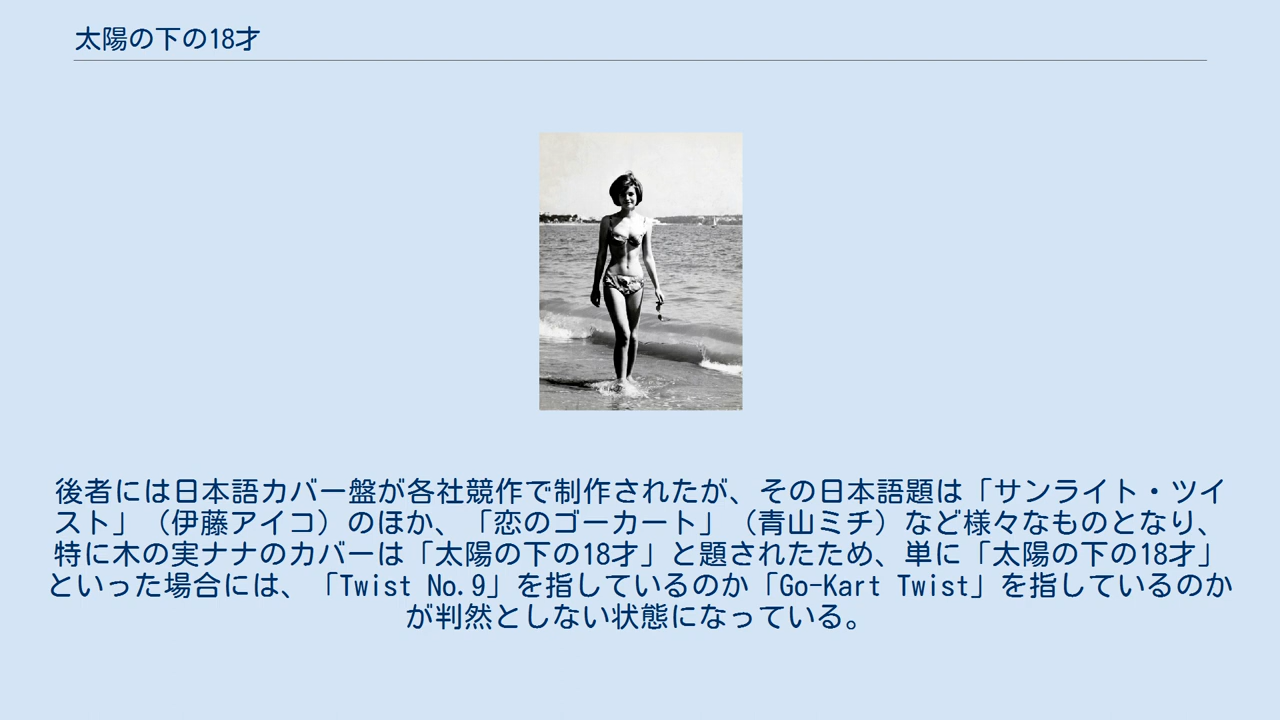 太陽の下の18才
後者には日本語カバー盤が各社競作で制作されたが、その日本語題は「サンライト・ツイ
スト」（伊藤アイコ）のほか、「恋のゴーカート」（青山ミチ）など様々なものとなり、
特に木の実ナナのカバーは「太陽の下の18才」と題されたため、単に「太陽の下の18才」
といった場合には、「Twist No.9」を指しているのか「Go-Kart Twist」を指しているのか
が判然としない状態になっている。